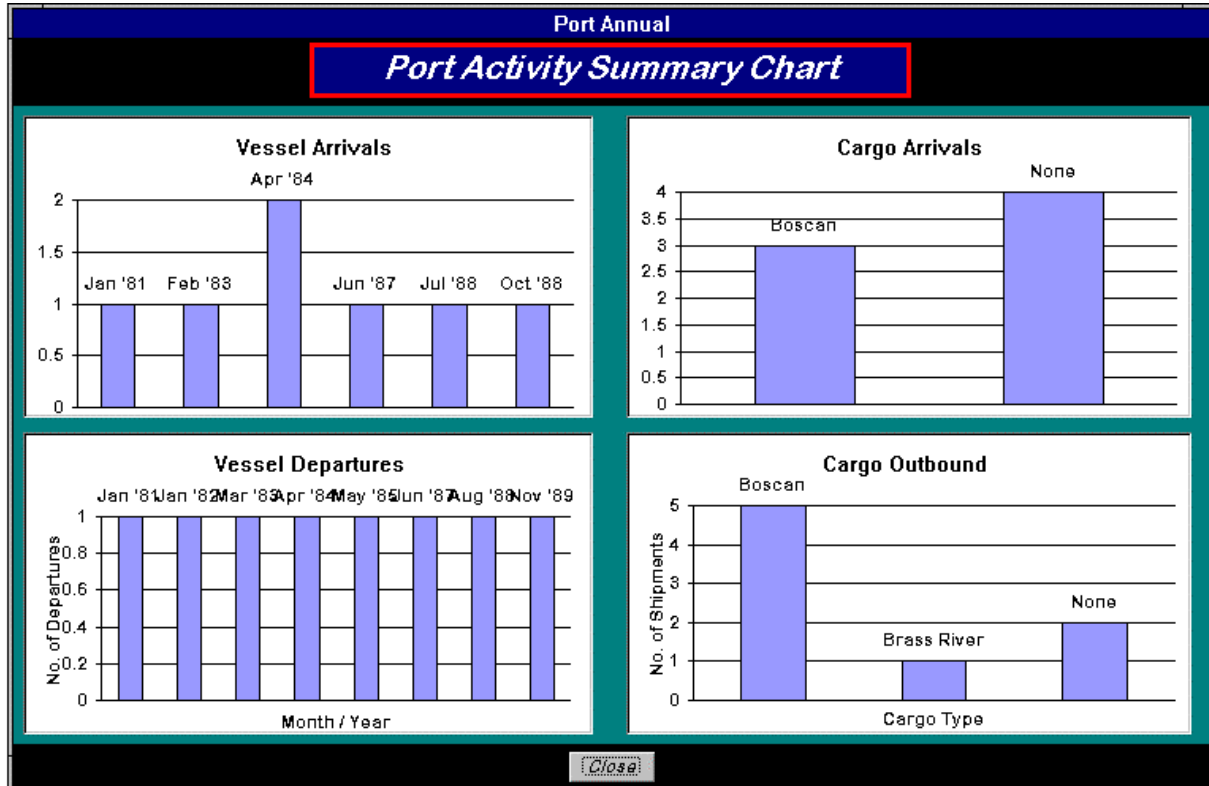 Port Annual
Port Activity Summary Chart
Vessel Arrivals
Apr '84
2
1.5
Jan '81 Feb '83 Jun '87 Jul '88 Oct '88
1
0.5
0
Cargo Arrivals
None
4
3.5
Boscan
3
2.5
2
1.5
1
0.5
0
Vessel Departures
Jan '81 Jan '82 Mar '83 Apr '84 May '85 Jun '87 Aug '88 Nov '89
1
0.8
0.6
0.4
0.2
0
No. of Departures
Month / Year
Cargo Outbound
Boscan
5
4
3
None
2
Brass River
1
0
No. of Shipments
Cargo Type
Close